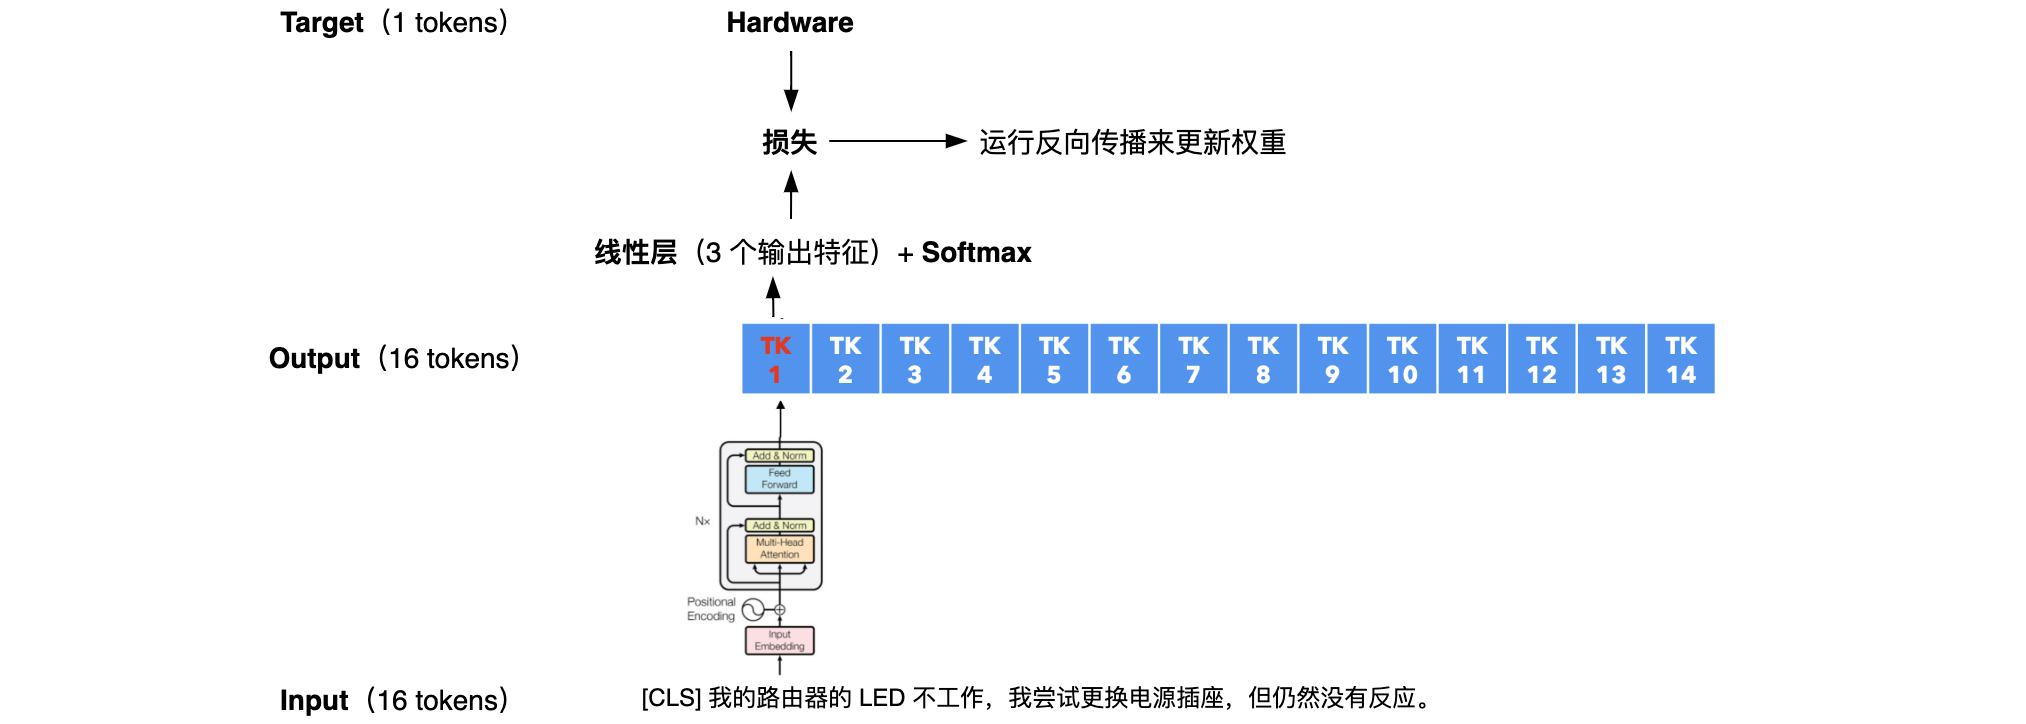 Target（1 tokens）
Hardware
损失
运行反向传播来更新权重
线性层（3 个输出特征）+ Softmax
Output（16 tokens）
TK 1
TK 2
TK 3
TK 4
TK 5
TK 6
TK 7
TK 8
TK 9
TK 10
TK 11
TK 12
TK 13
TK 14
Add & Norm
Feed
Forward
Nx
Add & Norm
Multi-Head
Attention
Positional
Encoding
Input
Embedding
Input（16 tokens）
[CLS] 我的路由器的 LED 不工作，我尝试更换电源插座，但仍然没有反应。